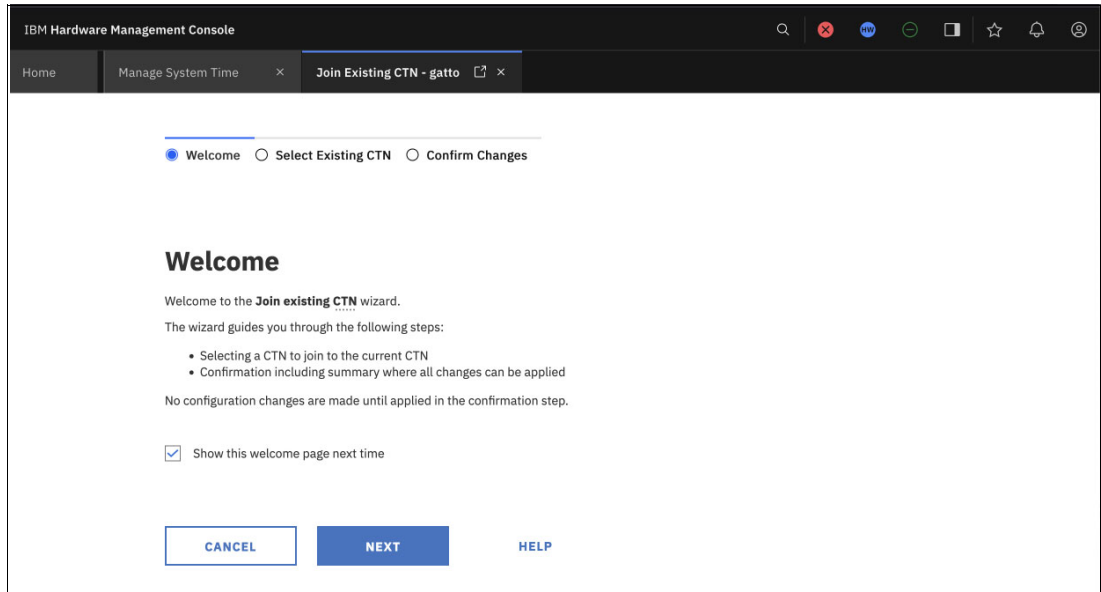 IBM Hardware Management Console
HW
Home
Manage System Time
Join Existing CTN - gatto
Welcome
Select Existing CTN
Confirm Changes
Welcome
Welcome to the Join existing CTN wizard.
The wizard guides you through the following steps:
• Selecting a CTN to join to the current CTN
• Confirmation including summary where all changes can be applied
No configuration changes are made until applied in the confirmation step.
Show this welcome page next time
CANCEL
NEXT
HELP